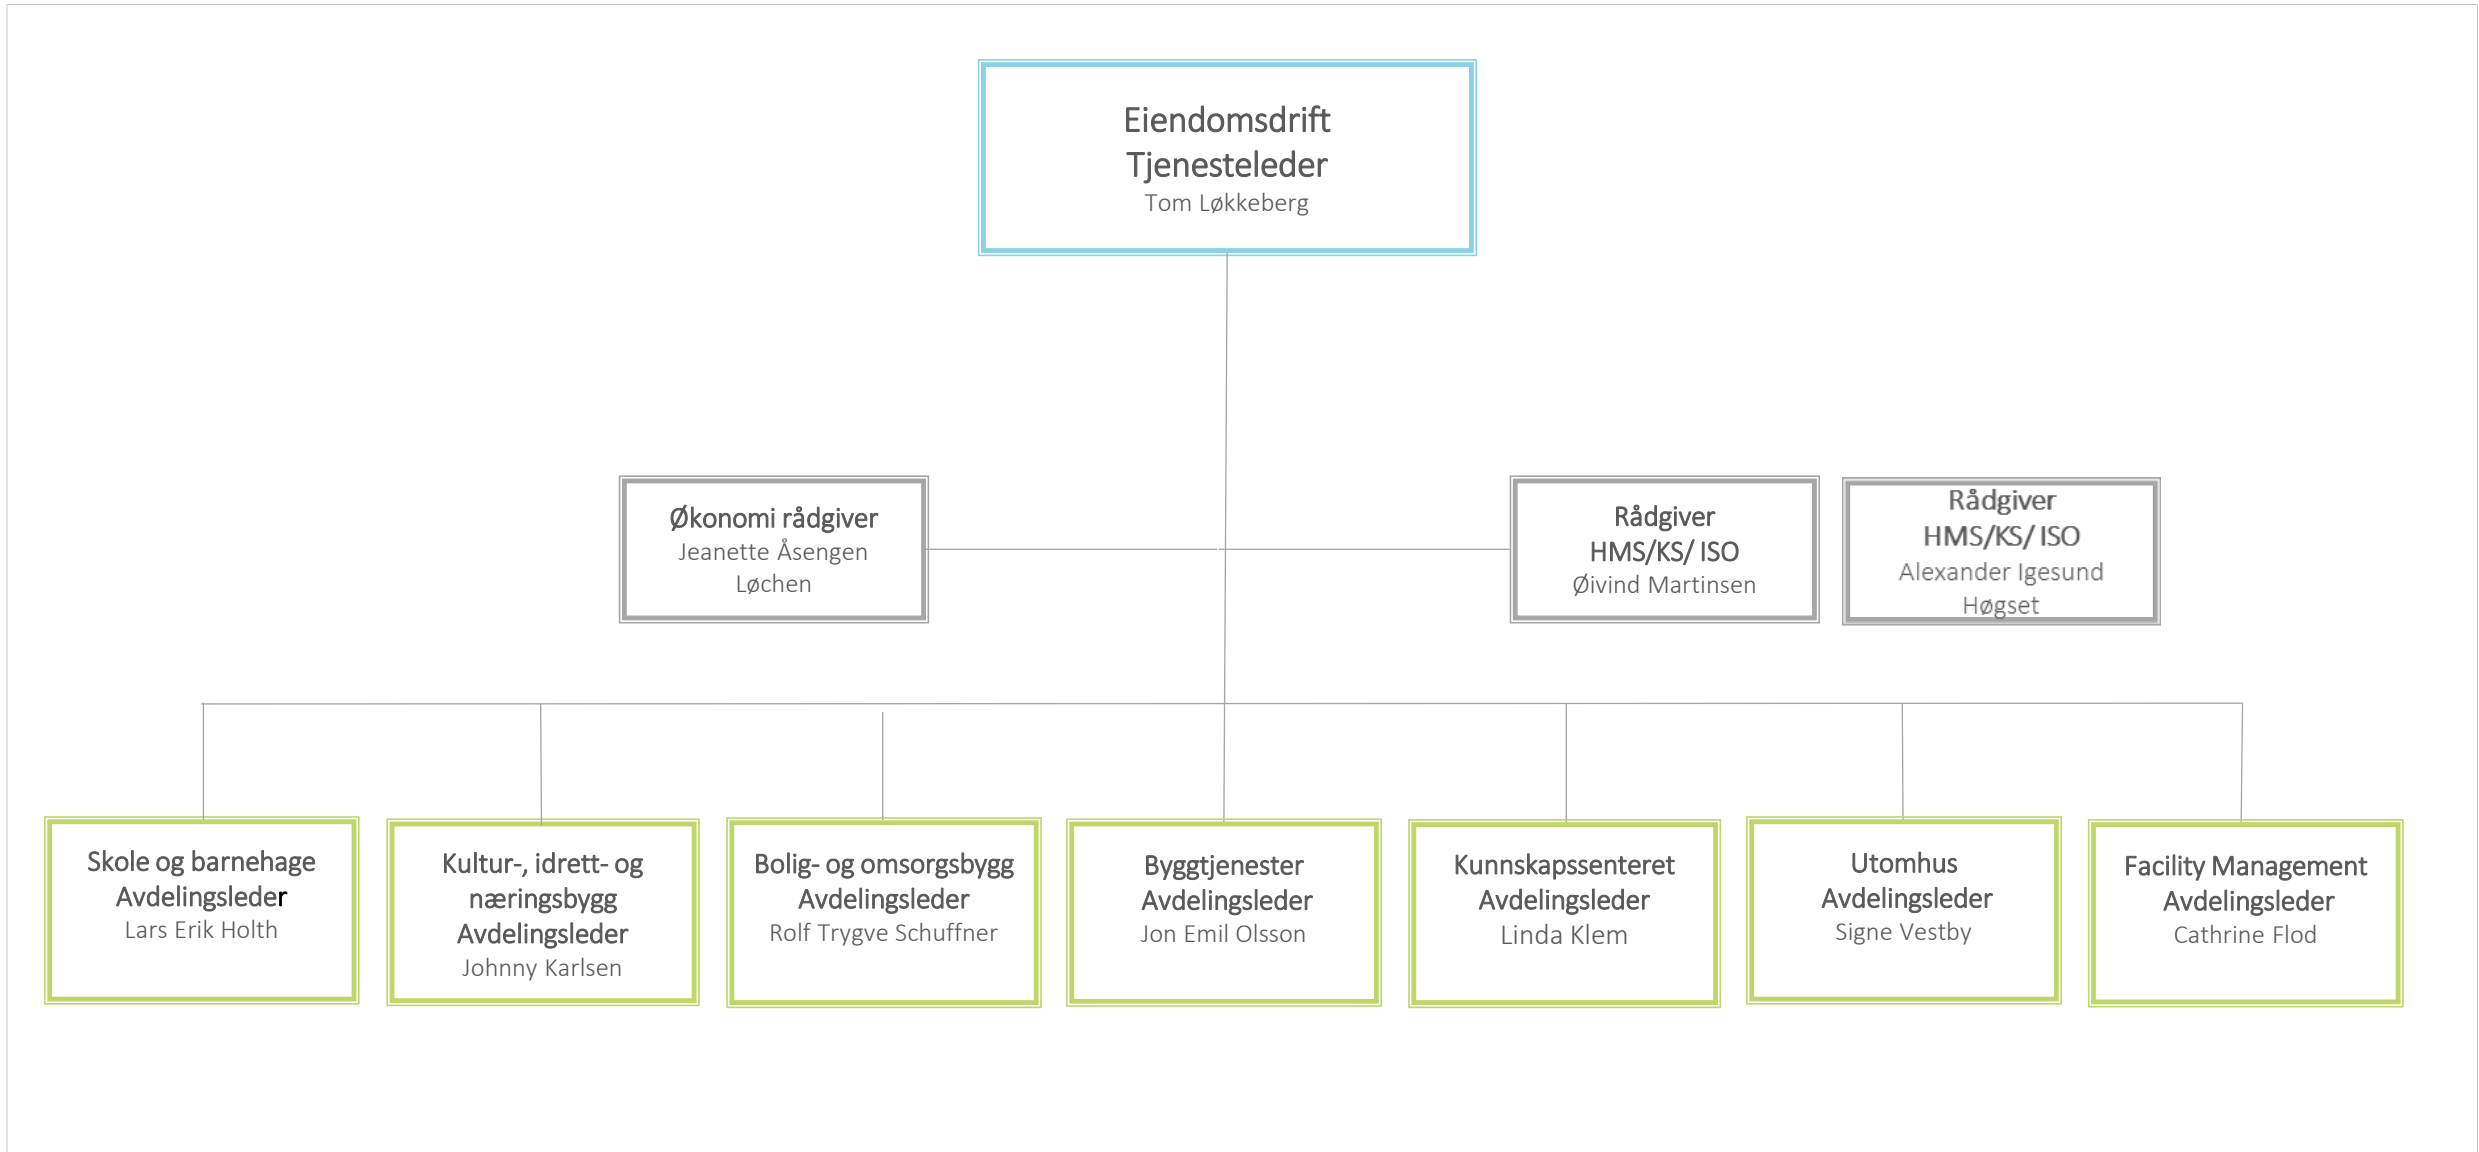 Eiendomsdrift
Tjenesteleder
Tom Løkkeberg
Økonomi rådgiver
Jeanette Åsengen
Løchen
Rådgiver
HMS/KS/ ISO
Øivind Martinsen
Rådgiver
HMS/KS/ ISO
Alexander Igesund
Høgset
Skole og barnehage
Avdelingsleder
Lars Erik Holth
Kultur-, idrett- og
næringsbygg
Avdelingsleder
Johnny Karlsen
Bolig- og omsorgsbygg
Avdelingsleder
Rolf Trygve Schuffner
Byggtjenester
Avdelingsleder
Jon Emil Olsson
Kunnskapssenteret
Avdelingsleder
Linda Klem
Utomhus
Avdelingsleder
Signe Vestby
Facility Management
Avdelingsleder
Cathrine Flod